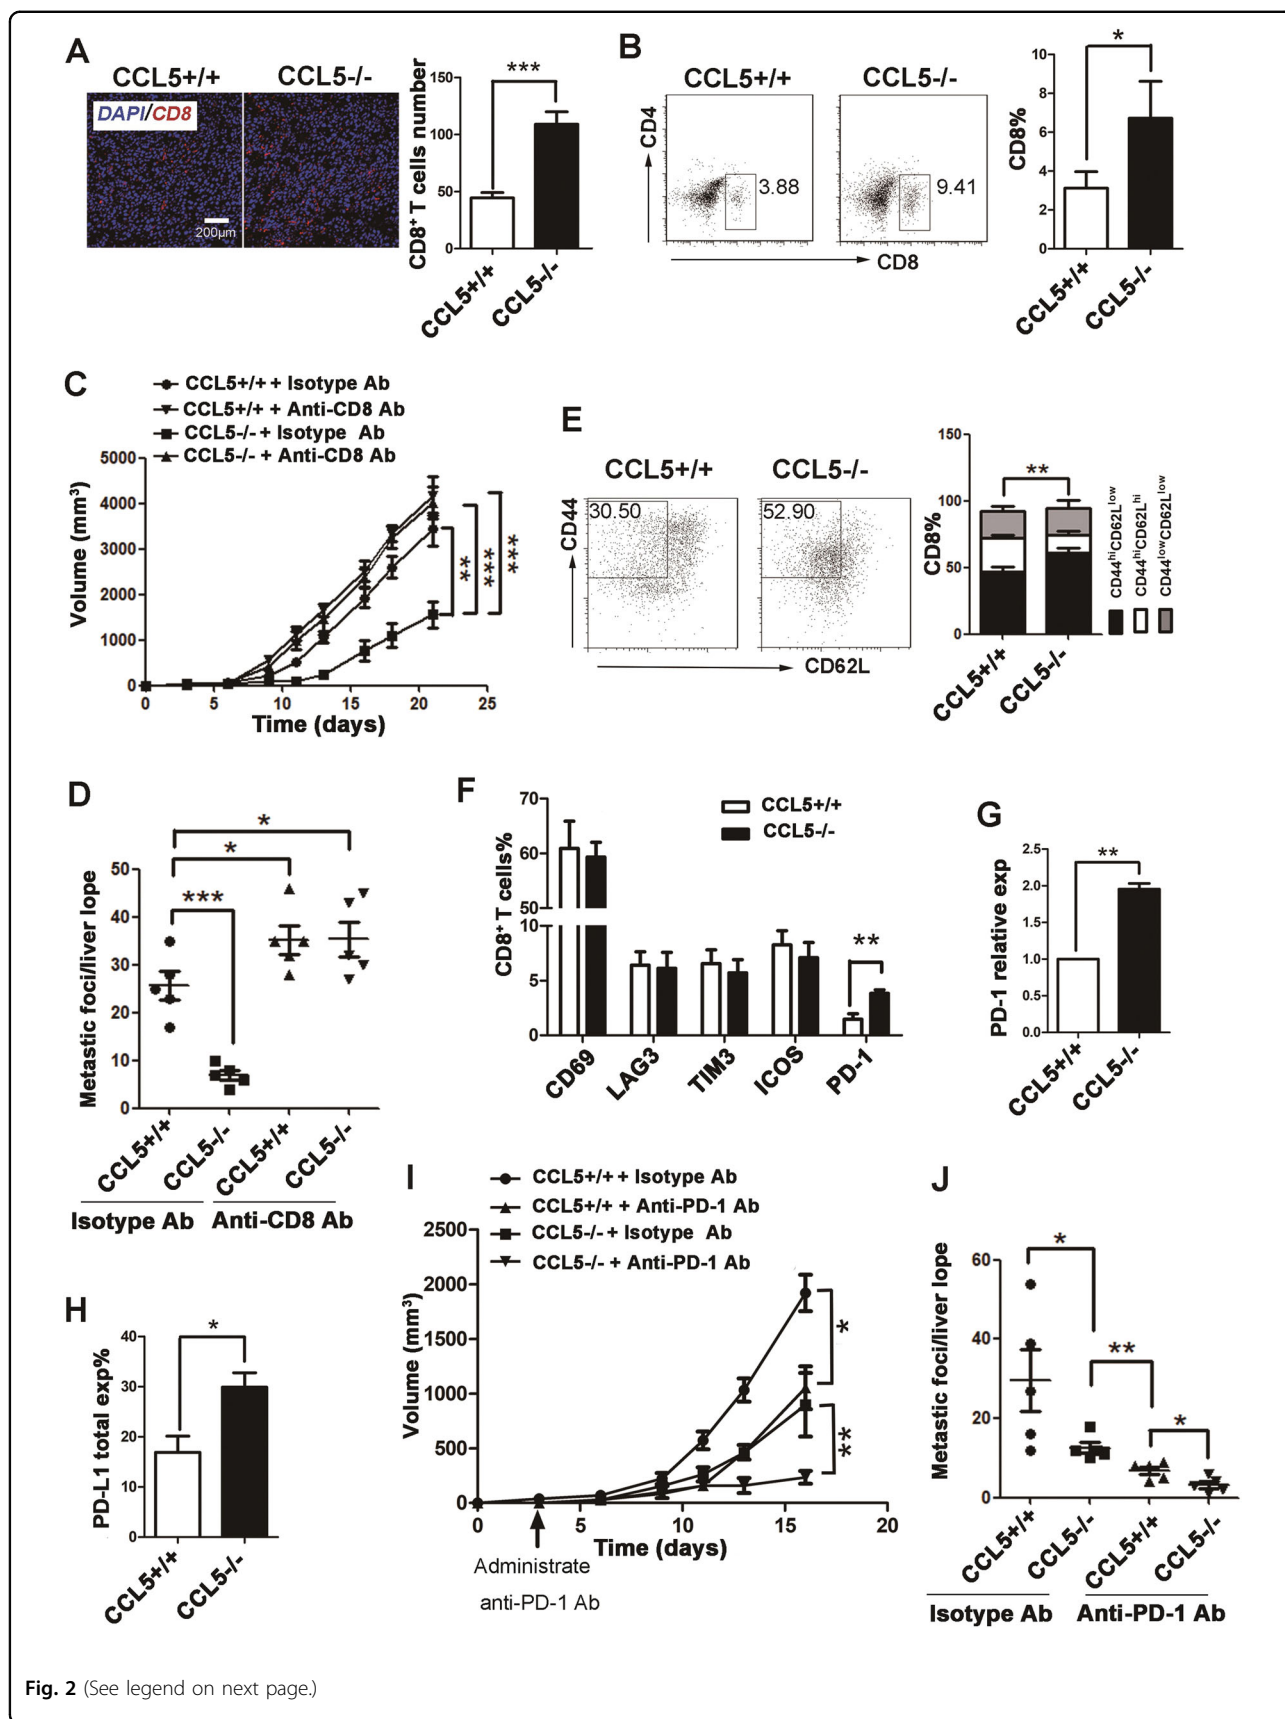 A
CCL5+/+
CCL5-/-
DAPI/CD8
200μm
CD8+ T cells number
150
100
50
0
***
CCL5+/+
CCL5-/-
B
CCL5+/+
CCL5-/-
CD4
3.88
9.41
CD8
CD8%
10
8
6
4
2
0
*
CCL5+/+
CCL5-/-
C
CCL5+/+ + Isotype Ab
CCL5+/+ + Anti-CD8 Ab
CCL5-/- + Isotype Ab
CCL5-/- + Anti-CD8 Ab
Volume (mm³)
5000
4000
3000
2000
1000
0
0 5 10 15 20 25
Time (days)
**
***
***
E
CCL5+/+
CCL5-/-
CD44
30.50
52.90
CD62L
CD8%
150
100
50
0
**
CCL5+/+
CCL5-/-
CD44hiCD62Llow
CD44hiCD62Lhi
CD44lowCD62Llow
D
Metastic foci/liver lope
50
40
30
20
10
0
*
*
***
CCL5+/+
CCL5-/-
CCL5+/+
CCL5-/-
Isotype Ab
Anti-CD8 Ab
F
CD8+ T cells%
70
60
50
10
5
0
CCL5+/+
CCL5-/-
**
CD69
LAG3
TIM3
ICOS
PD-1
G
PD-1 relative exp
2.5
2.0
1.5
1.0
0.5
0.0
**
CCL5+/+
CCL5-/-
H
PD-L1 total exp%
40
30
20
10
0
*
CCL5+/+
CCL5-/-
I
CCL5+/+ + Isotype Ab
CCL5+/+ + Anti-PD-1 Ab
CCL5-/- + Isotype Ab
CCL5-/- + Anti-PD-1 Ab
Volume (mm³)
2500
2000
1500
1000
500
0
0 5 10 15 20
Time (days)
*
**
Administrate
anti-PD-1 Ab
J
Metastic foci/liver lope
60
40
20
0
*
**
*
CCL5+/+
CCL5-/-
CCL5+/+
CCL5-/-
Isotype Ab
Anti-PD-1 Ab
Fig. 2 (See legend on next page.)